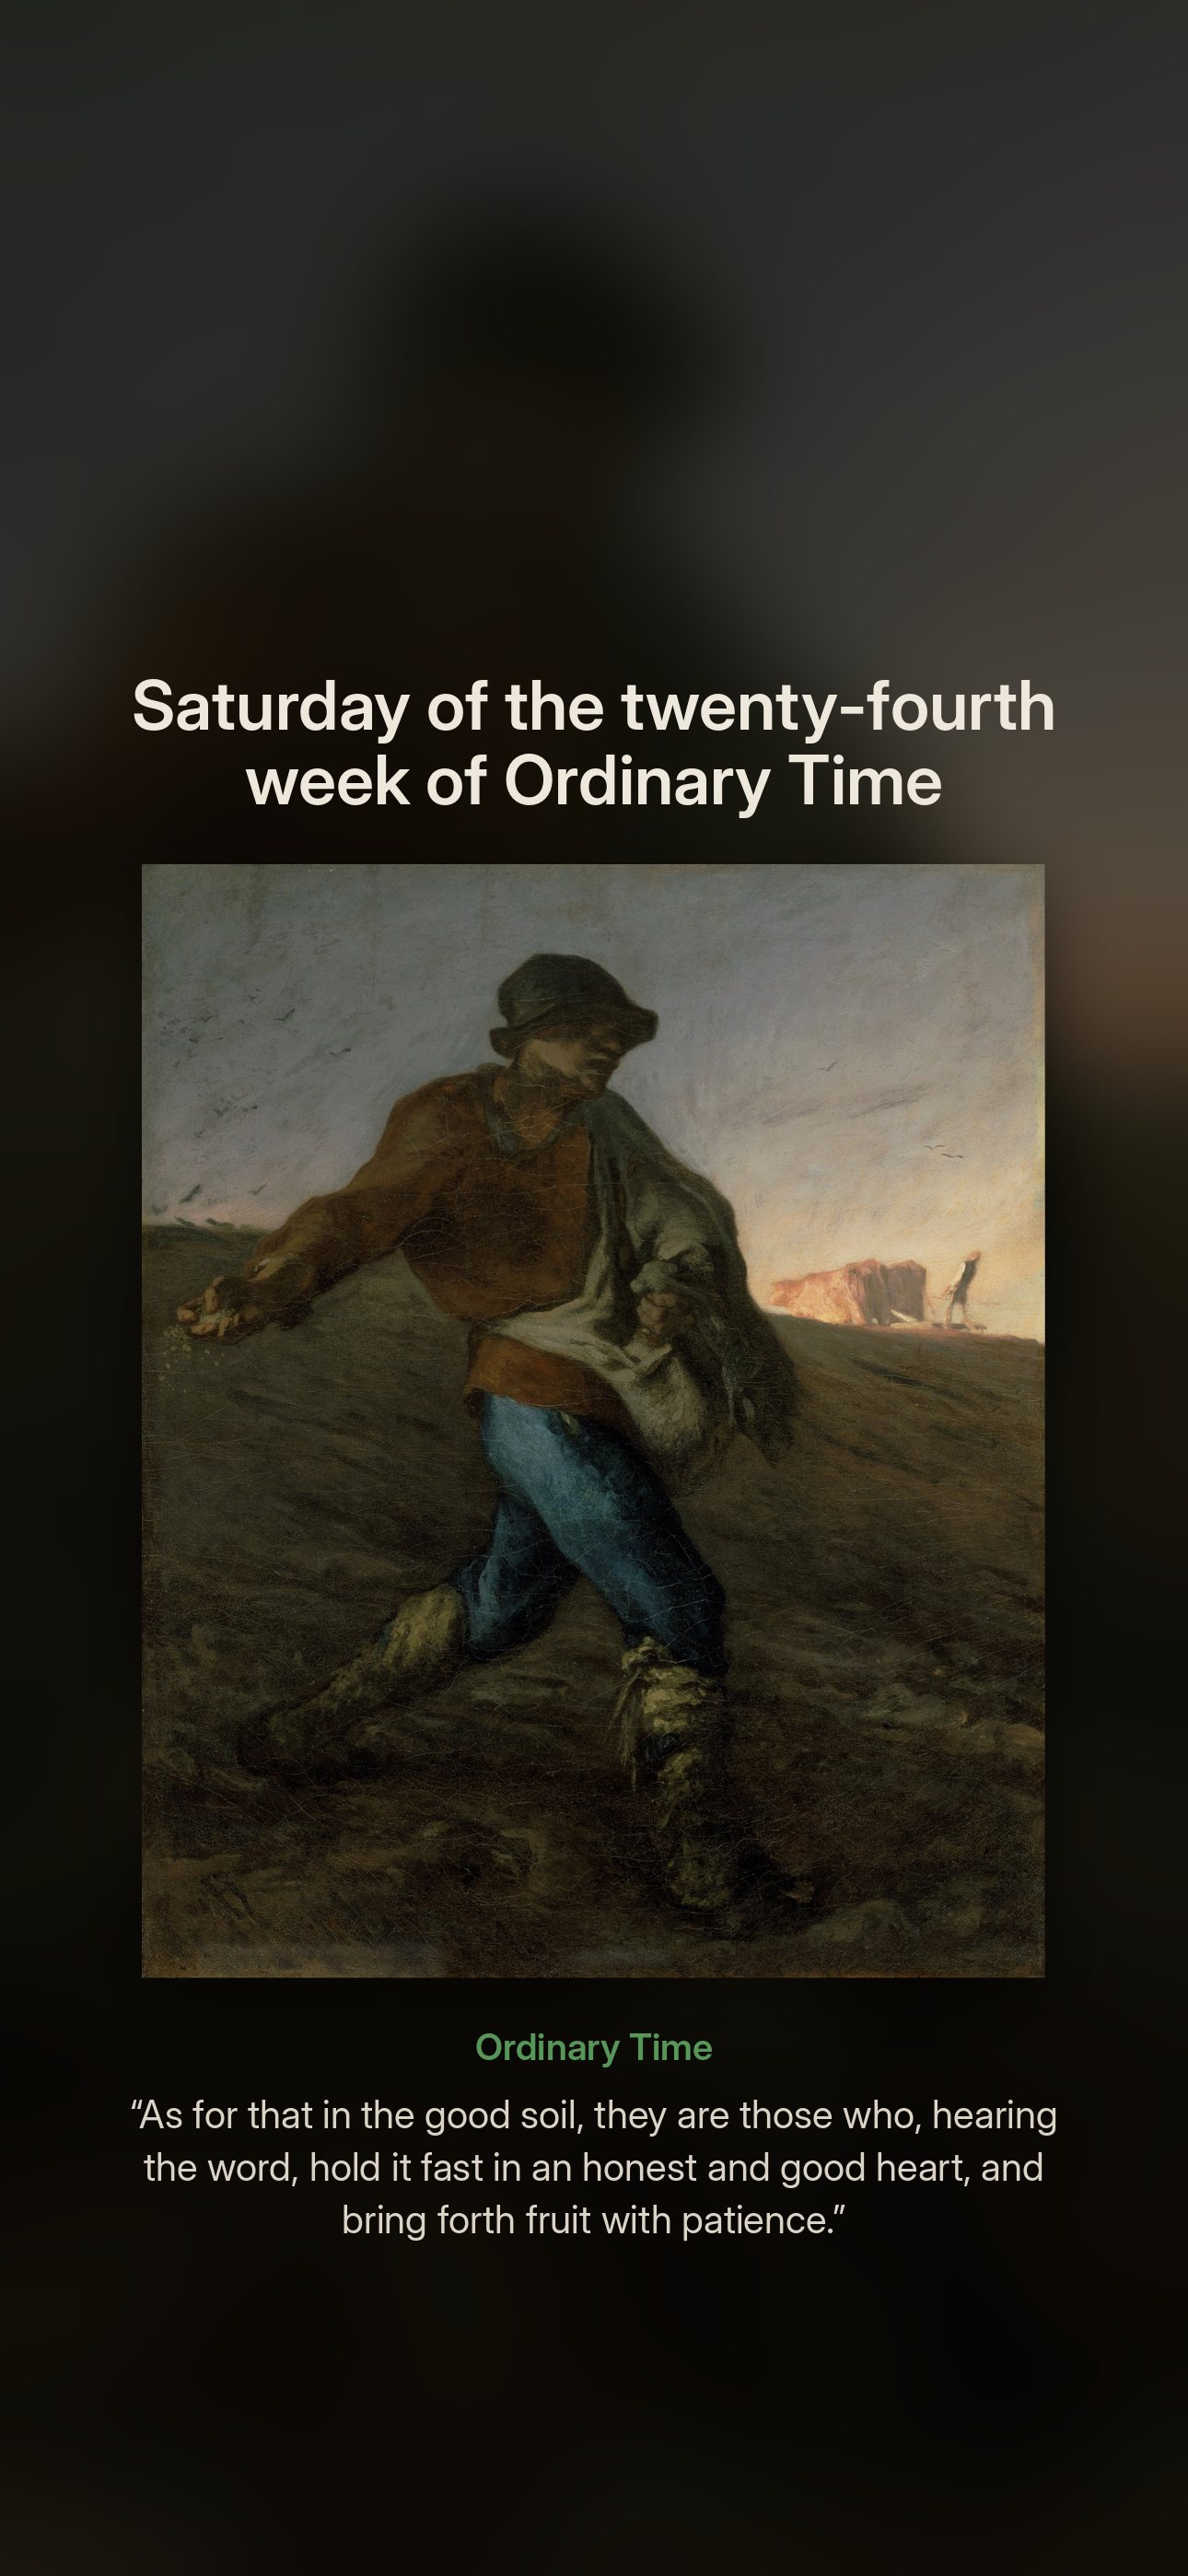 Saturday of the twenty-fourth
week of Ordinary Time
Ordinary Time
“As for that in the good soil, they are those who, hearing
the word, hold it fast in an honest and good heart, and
bring forth fruit with patience.”